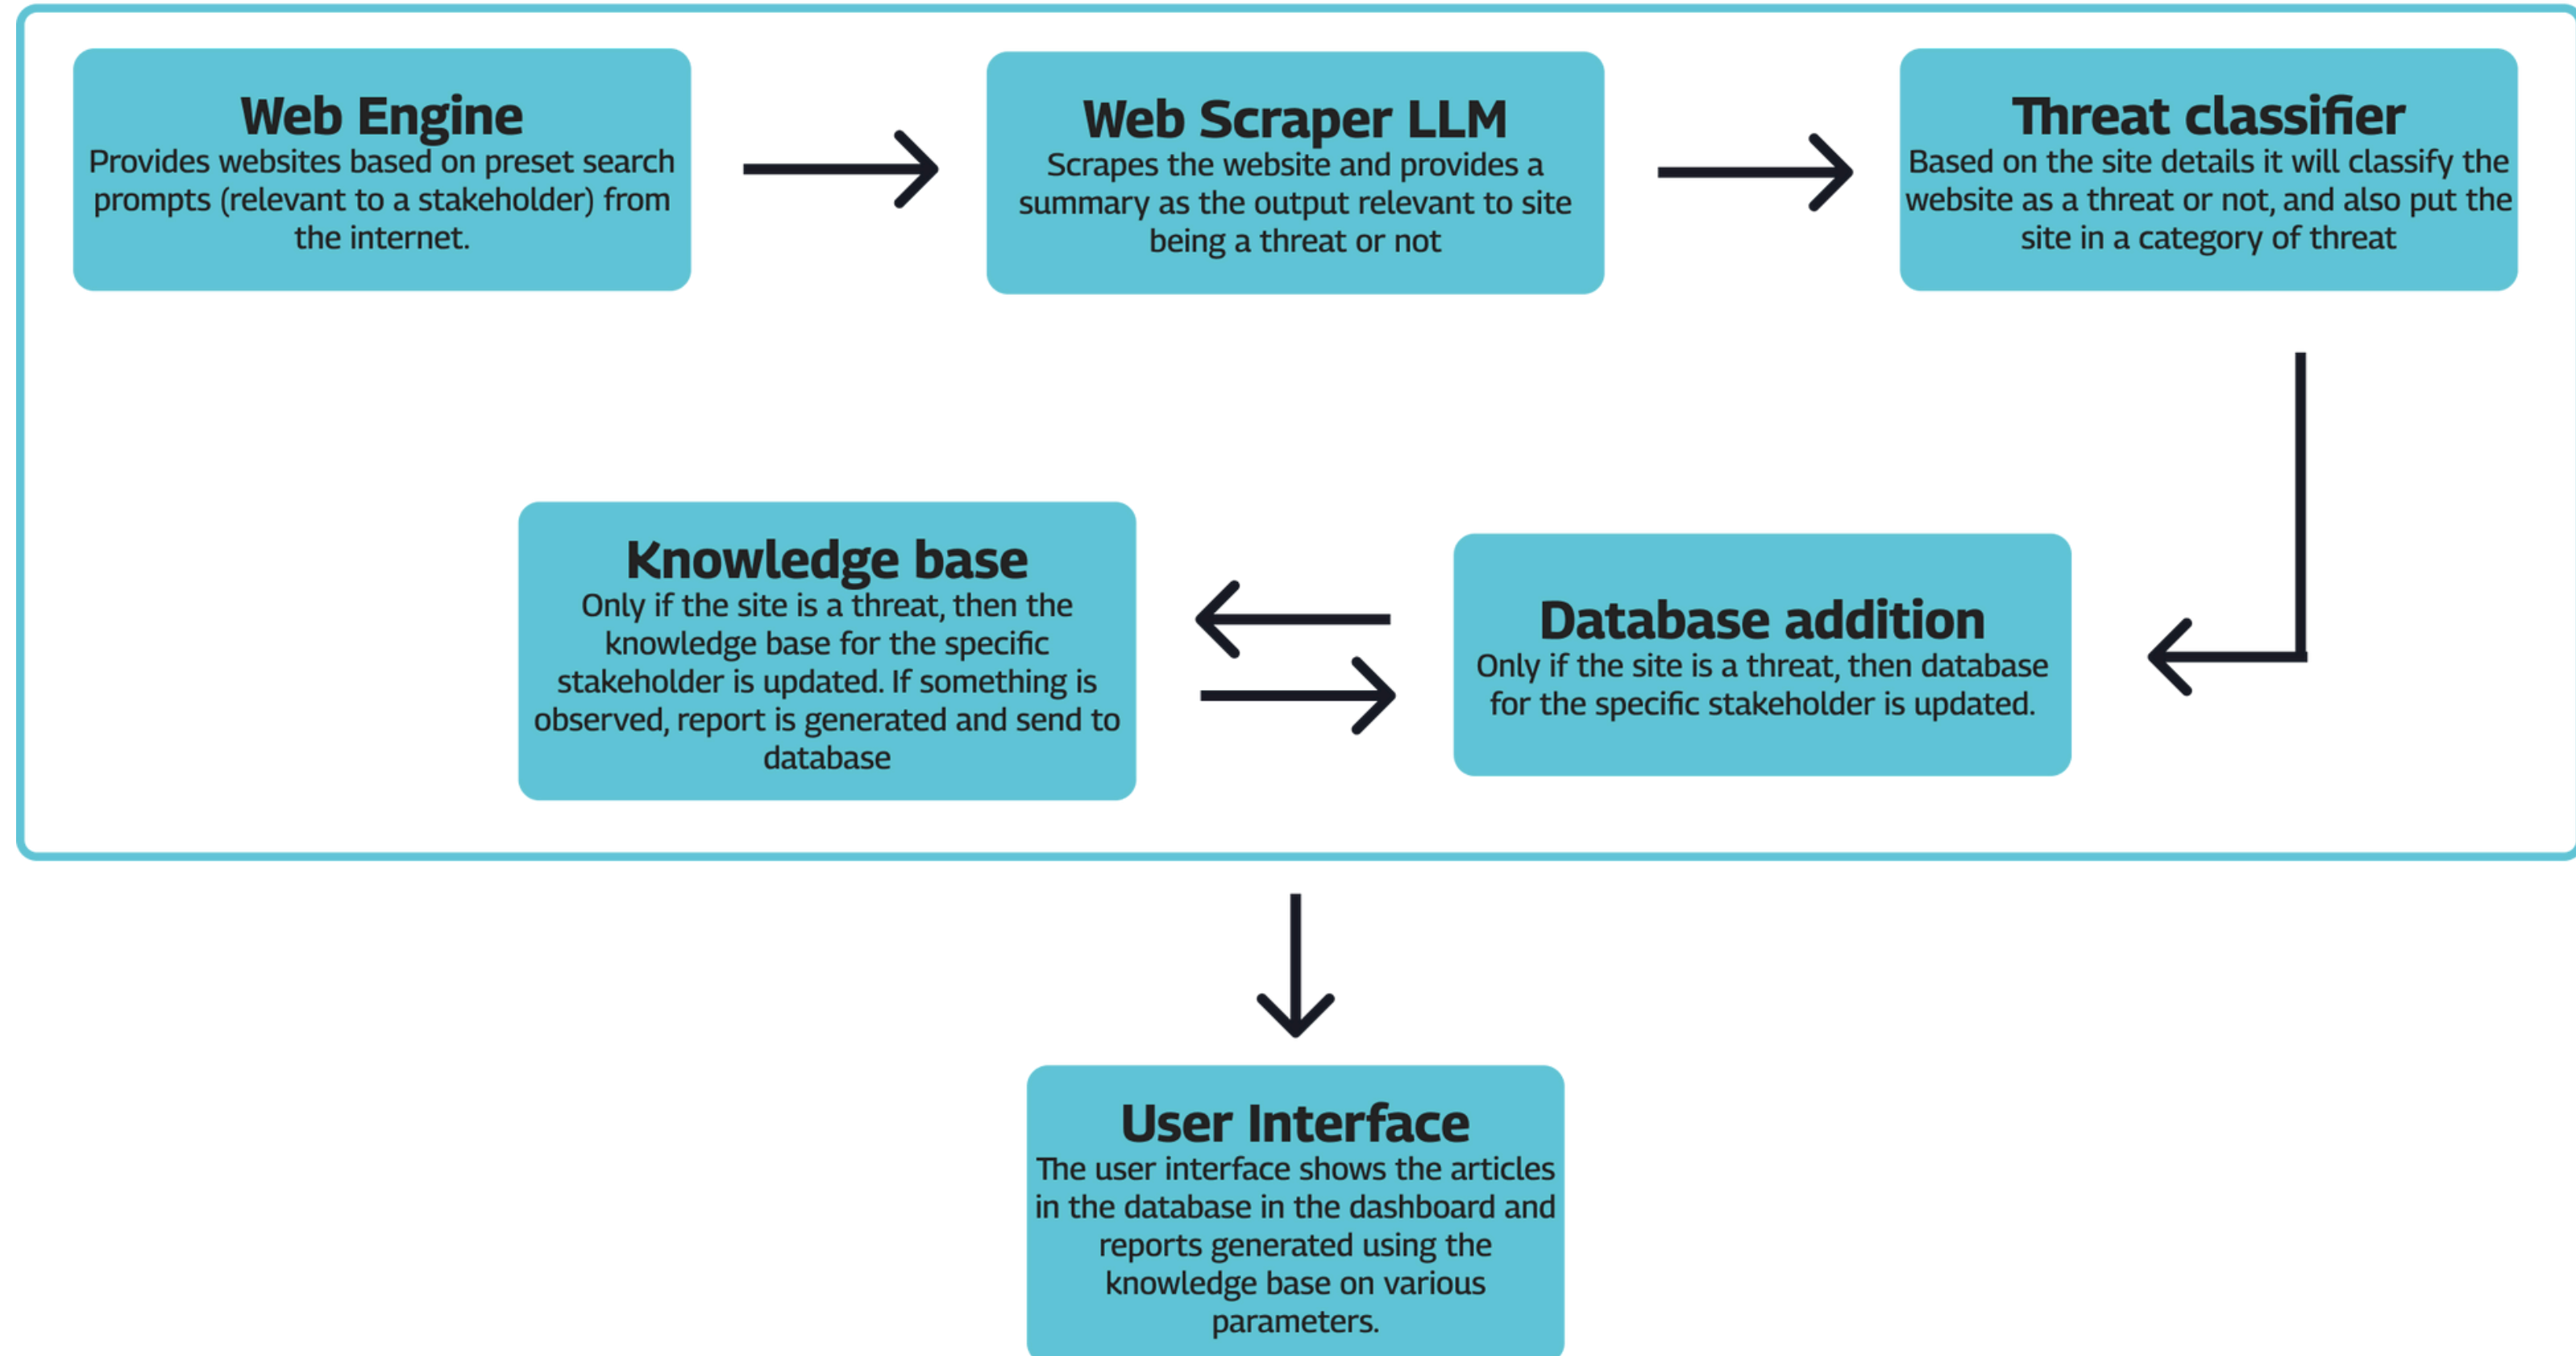 Web Engine
Provides websites based on preset search
prompts (relevant to a stakeholder) from
the internet.
Web Scraper LLM
Scrapes the website and provides a
summary as the output relevant to site
being a threat or not
Threat classifier
Based on the site details it will classify the
website as a threat or not, and also put the
site in a category of threat
Knowledge base
Only if the site is a threat, then the
knowledge base for the specific
stakeholder is updated. If something is
observed, report is generated and send to
database
Database addition
Only if the site is a threat, then database
for the specific stakeholder is updated.
User Interface
The user interface shows the articles
in the database in the dashboard and
reports generated using the
knowledge base on various
parameters.